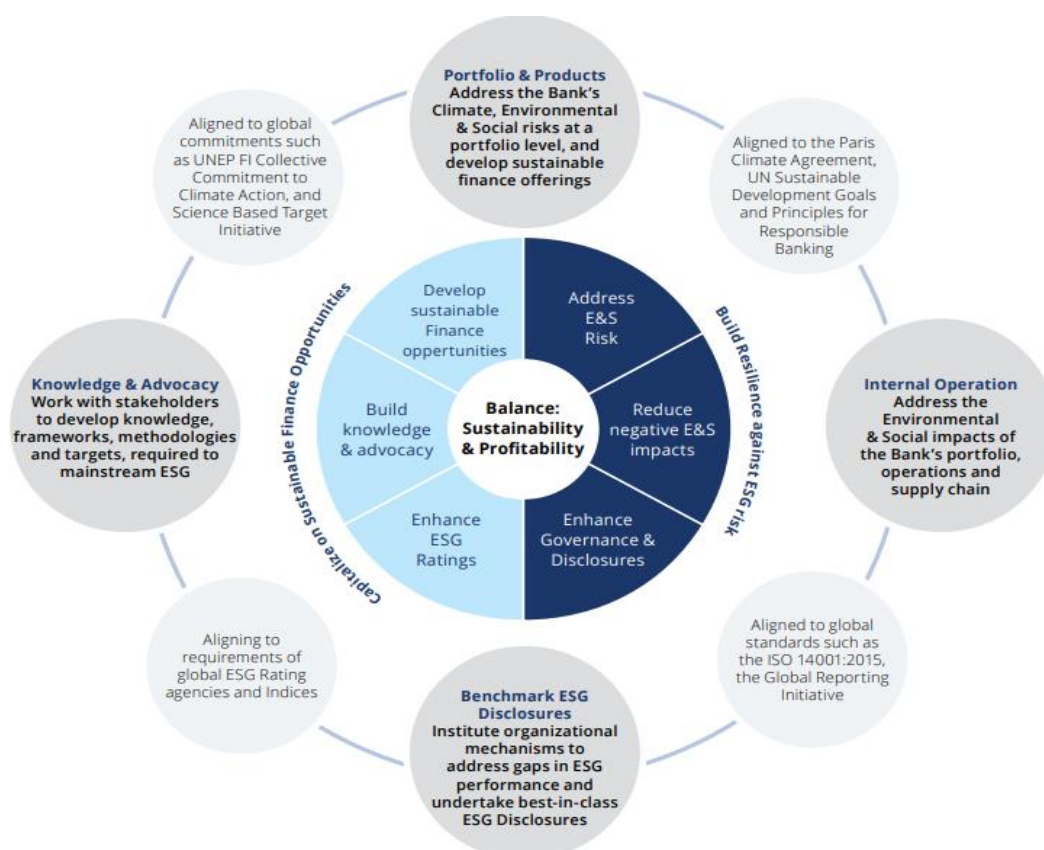 Portfolio & Products
Address the Bank's
Climate, Environmental
& Social risks at a
portfolio level, and
develop sustainable
finance offerings
Aligned to global
commitments such
as UNEP FI Collective
Commitment to
Climate Action, and
Science Based Target
Initiative
Aligned to the Paris
Climate Agreement,
UN Sustainable
Development Goals
and Principles for
Responsible
Banking
Capitalize on Sustainable Finance Opportunities
Develop
sustainable
Finance
oppertunities
Address
E&S
Risk
Build Resilience against ESG risk
Knowledge & Advocacy
Work with stakeholders
to develop knowledge,
frameworks, methodologies
and targets, required to
mainstream ESG
Build
knowledge
& advocacy
Balance:
Sustainability
& Profitability
Reduce
negative E&S
impacts
Internal Operation
Address the
Environmental
& Social impacts of
the Bank's portfolio,
operations and
supply chain
Enhance
ESG
Ratings
Enhance
Governance &
Disclosures
Aligning to
requirements of
global ESG Rating
agencies and Indices
Aligned to global
standards such as
the ISO 14001:2015,
the Global Reporting
Initiative
Benchmark ESG
Disclosures
Institute organizational
mechanisms to
address gaps in ESG
performance and
undertake best-in-class
ESG Disclosures